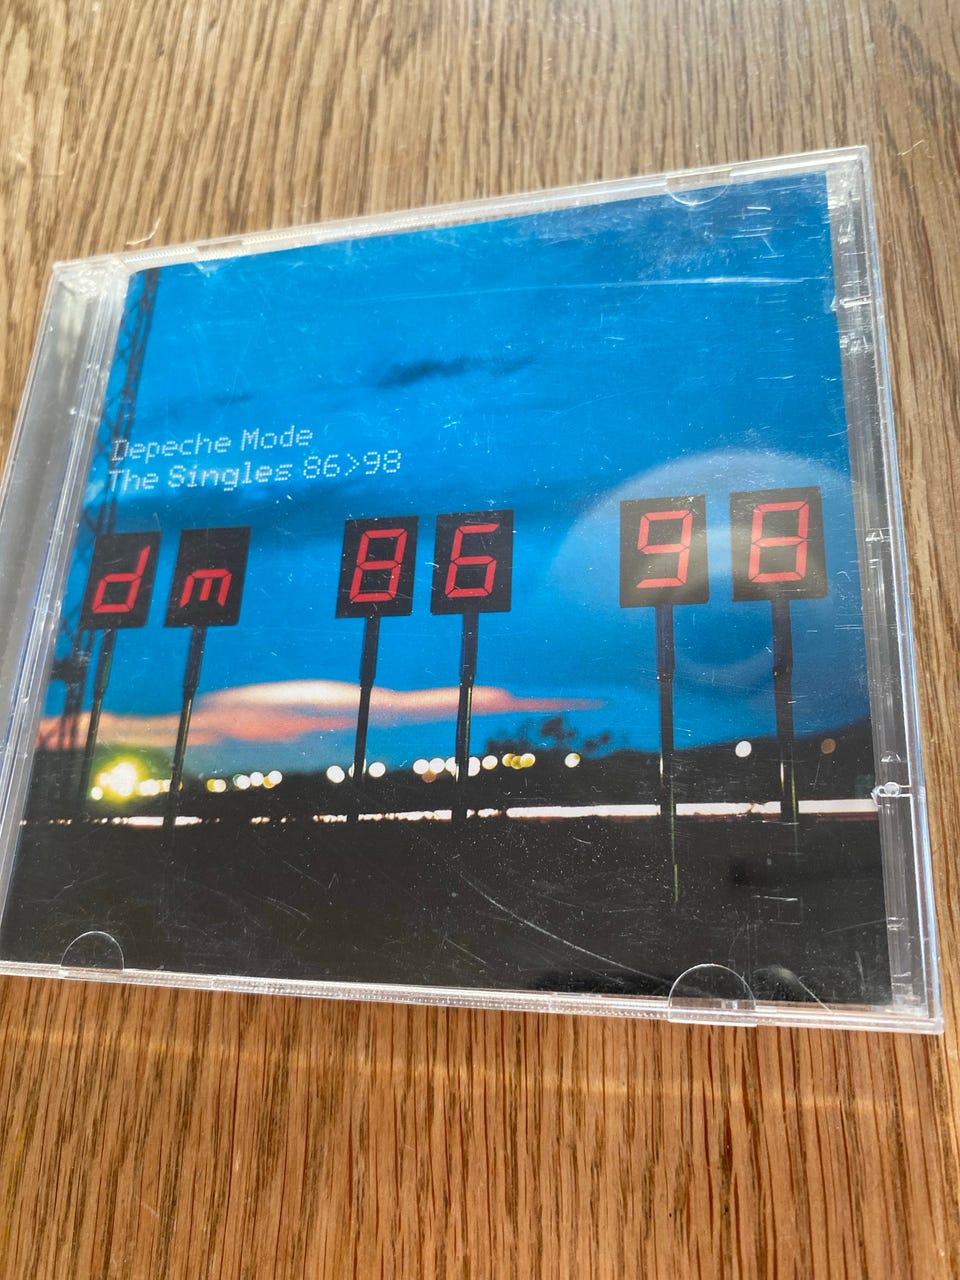 Depeche Mode
The Singles 86>98
dm 86 98